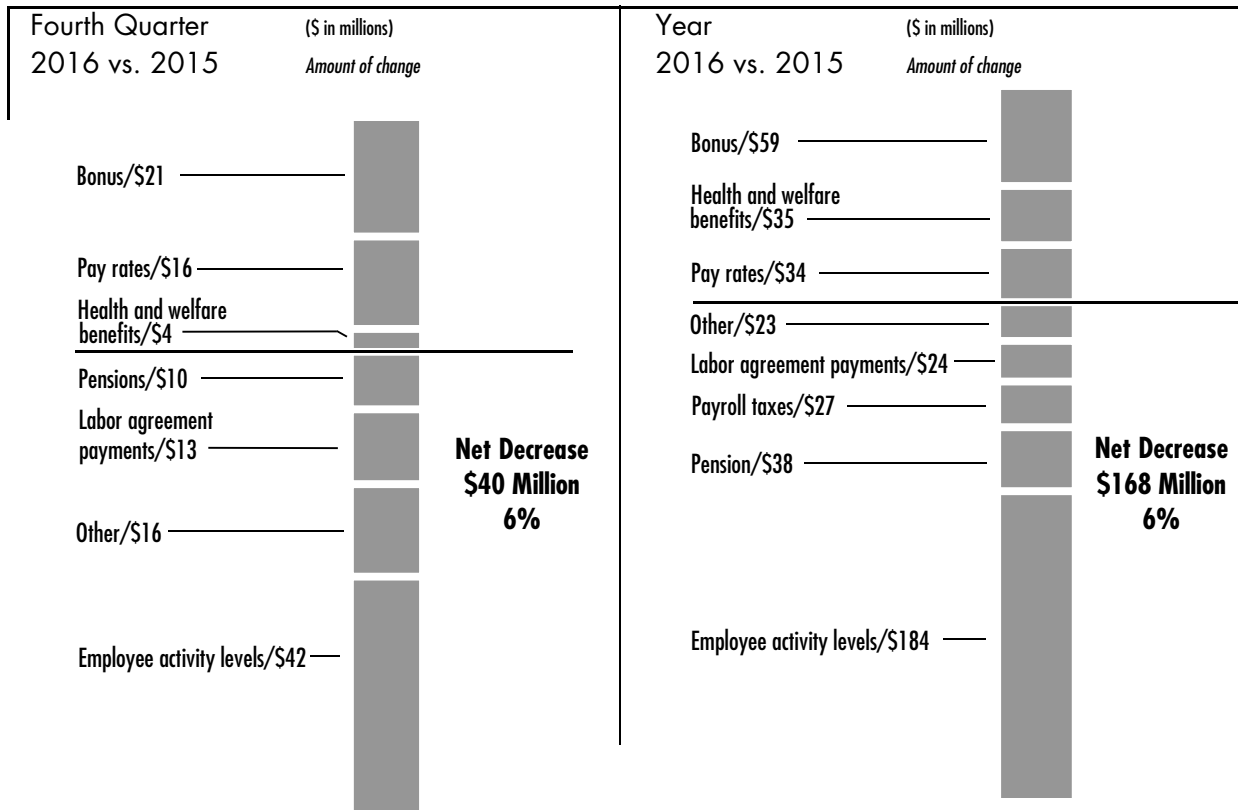 Fourth Quarter ($ in millions)
2016 vs. 2015 Amount of change
Bonus/$21
Pay rates/$16
Health and welfare
benefits/$4
Pensions/$10
Labor agreement
payments/$13
Other/$16
Employee activity levels/$42
Net Decrease
$40 Million
6%
Year ($ in millions)
2016 vs. 2015 Amount of change
Bonus/$59
Health and welfare
benefits/$35
Pay rates/$34
Other/$23
Labor agreement payments/$24
Payroll taxes/$27
Pension/$38
Employee activity levels/$184
Net Decrease
$168 Million
6%